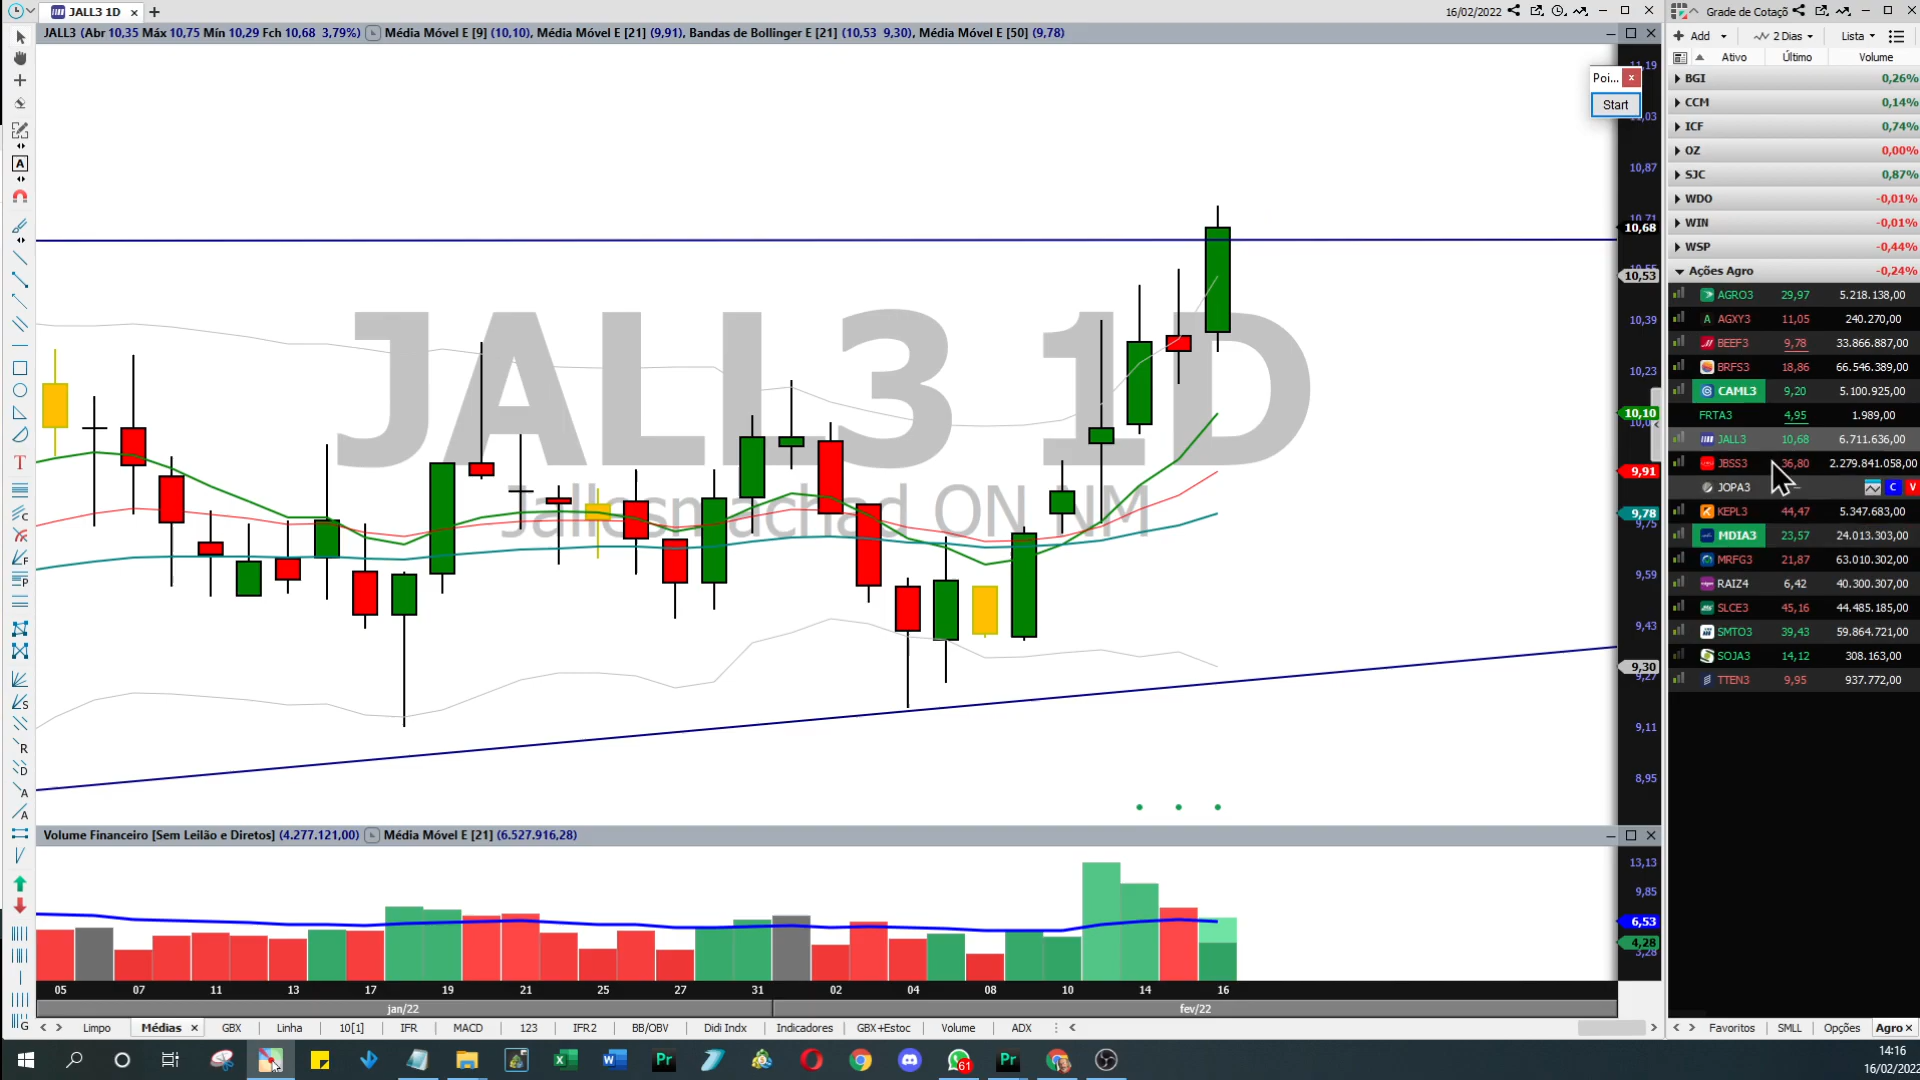 JALL3 1D × +
16/02/2022
Grade de Cotaçõ
JALL3 (Abr 10,35 Máx 10,75 Mín 10,29 Fch 10,68 3,79%) Média Móvel E [9] (10,10), Média Móvel E [21] (9,91), Bandas de Bollinger E [21] (10,53 9,30), Média Móvel E [50] (9,78)
Add 2 Dias Lista
Ativo Último Volume
Poi... x
Start
BGI 0,26%
CCM 0,14%
ICF 0,74%
OZ 0,00%
SJC 0,87%
WDO -0,01%
WIN -0,01%
WSP -0,44%
Ações Agro -0,24%
AGRO3 29,97 5.218.138,00
AGXY3 11,05 240.270,00
BEEF3 9,78 33.866.887,00
BRFS3 18,86 66.546.389,00
CAML3 9,20 5.100.925,00
FRTA3 4,95 1.989,00
JALL3 10,68 6.711.636,00
JBSS3 36,80 2.279.841.058,00
JOPA3 C V
KEPL3 44,47 5.347.683,00
MDIA3 23,57 24.013.303,00
MRFG3 21,87 63.010.302,00
RAIZ4 6,42 40.300.307,00
SLCE3 45,16 44.485.185,00
SMTO3 39,43 59.864.721,00
SOJA3 14,12 308.163,00
TTEN3 9,95 937.772,00
JALL3 1D
Jallesmachad ON NM
10,87
10,71
10,68
10,53
10,39
10,23
10,10
9,91
9,78
9,75
9,59
9,43
9,30
9,27
9,11
8,95
Volume Financeiro [Sem Leilão e Diretos] (4.277.121,00) Média Móvel E [21] (6.527.916,28)
13,13
9,85
6,53
4,28
05 07 11 13 17 19 21 25 27 31 02 04 08 10 14 16
jan/22 fev/22
Limpo Médias × GBX Linha 10[1] IFR MACD 123 IFR2 BB/OBV Didi Indx Indicadores GBX+Estoc Volume ADX
Favoritos SMLL Opções Agro ×
61
14:16
16/02/2022